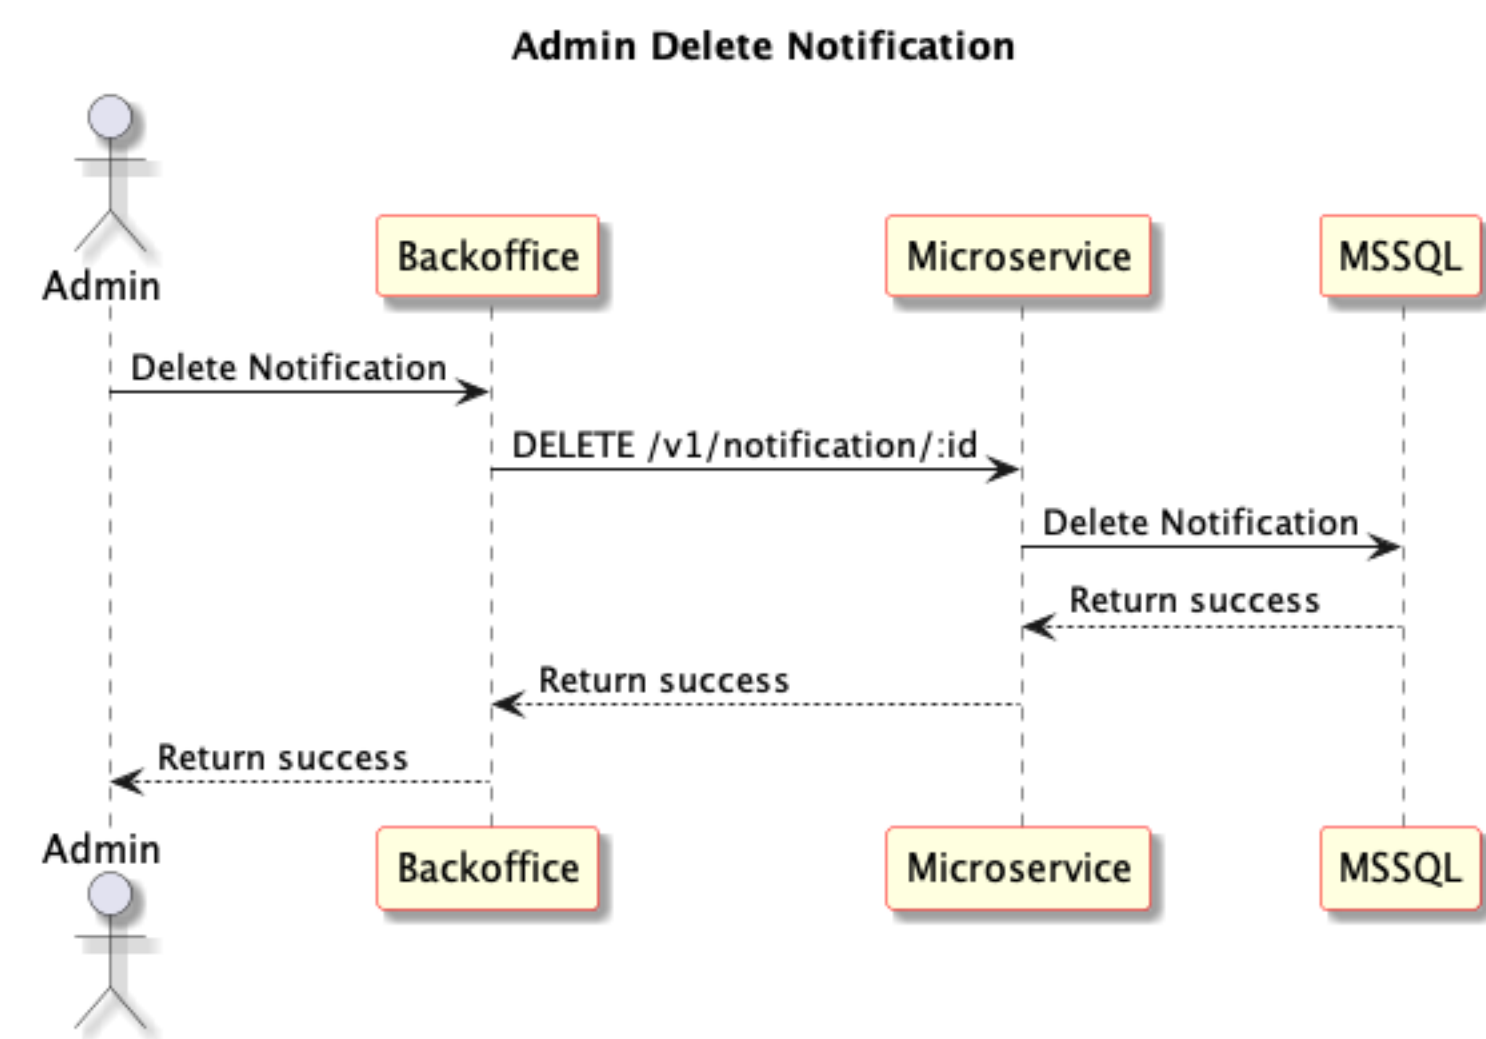 Admin Delete Notification
Admin
Backoffice
Microservice
MSSQL
Delete Notification
DELETE /v1/notification/:id
Delete Notification
Return success
Return success
Return success
Admin
Backoffice
Microservice
MSSQL